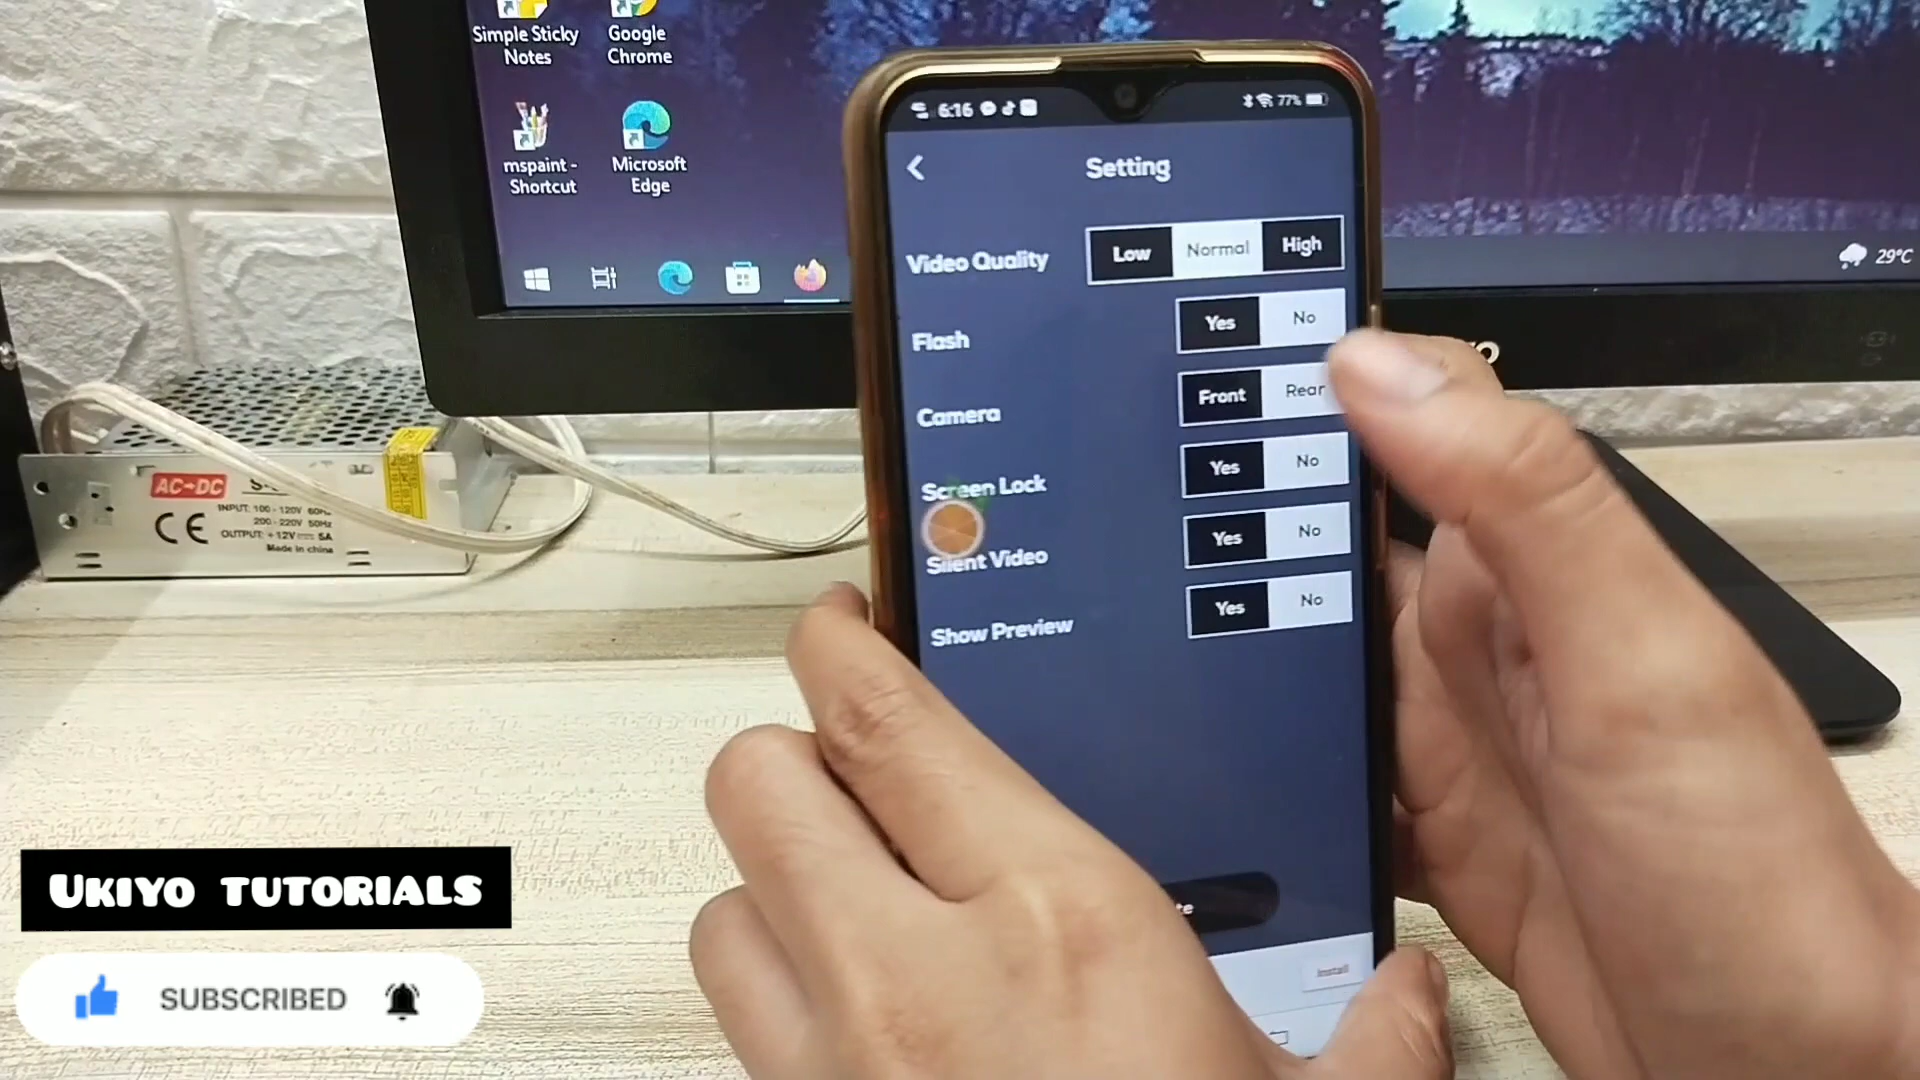 Simple Sticky Notes
Google Chrome
mspaint - Shortcut
Microsoft Edge
29°C
6:16
77%
Setting
Video Quality
Low Normal High
Flash
Yes No
Camera
Front Rear
Screen Lock
Yes No
Silent Video
Yes No
Show Preview
Yes No
Install
AC→DC
CE
INPUT: 100 - 120V 60Hz
200 - 220V 50Hz
OUTPUT: +12V 5A
Made in china
UKIYO TUTORIALS
SUBSCRIBED